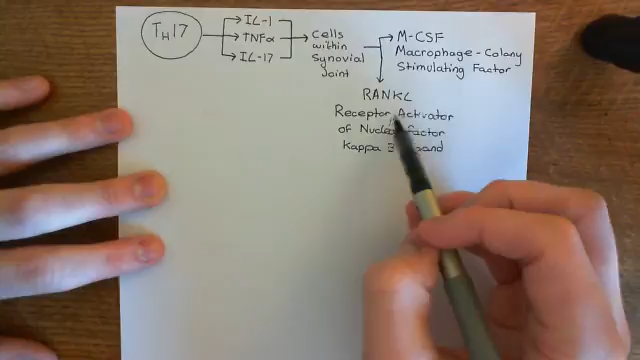 TH17
IL-1
↑TNFα
IL-17
Cells
within
Synovial
Joint
M-CSF
Macrophage-Colony
Stimulating Factor
RANKL
Receptor Activator
of Factor
Kappa B